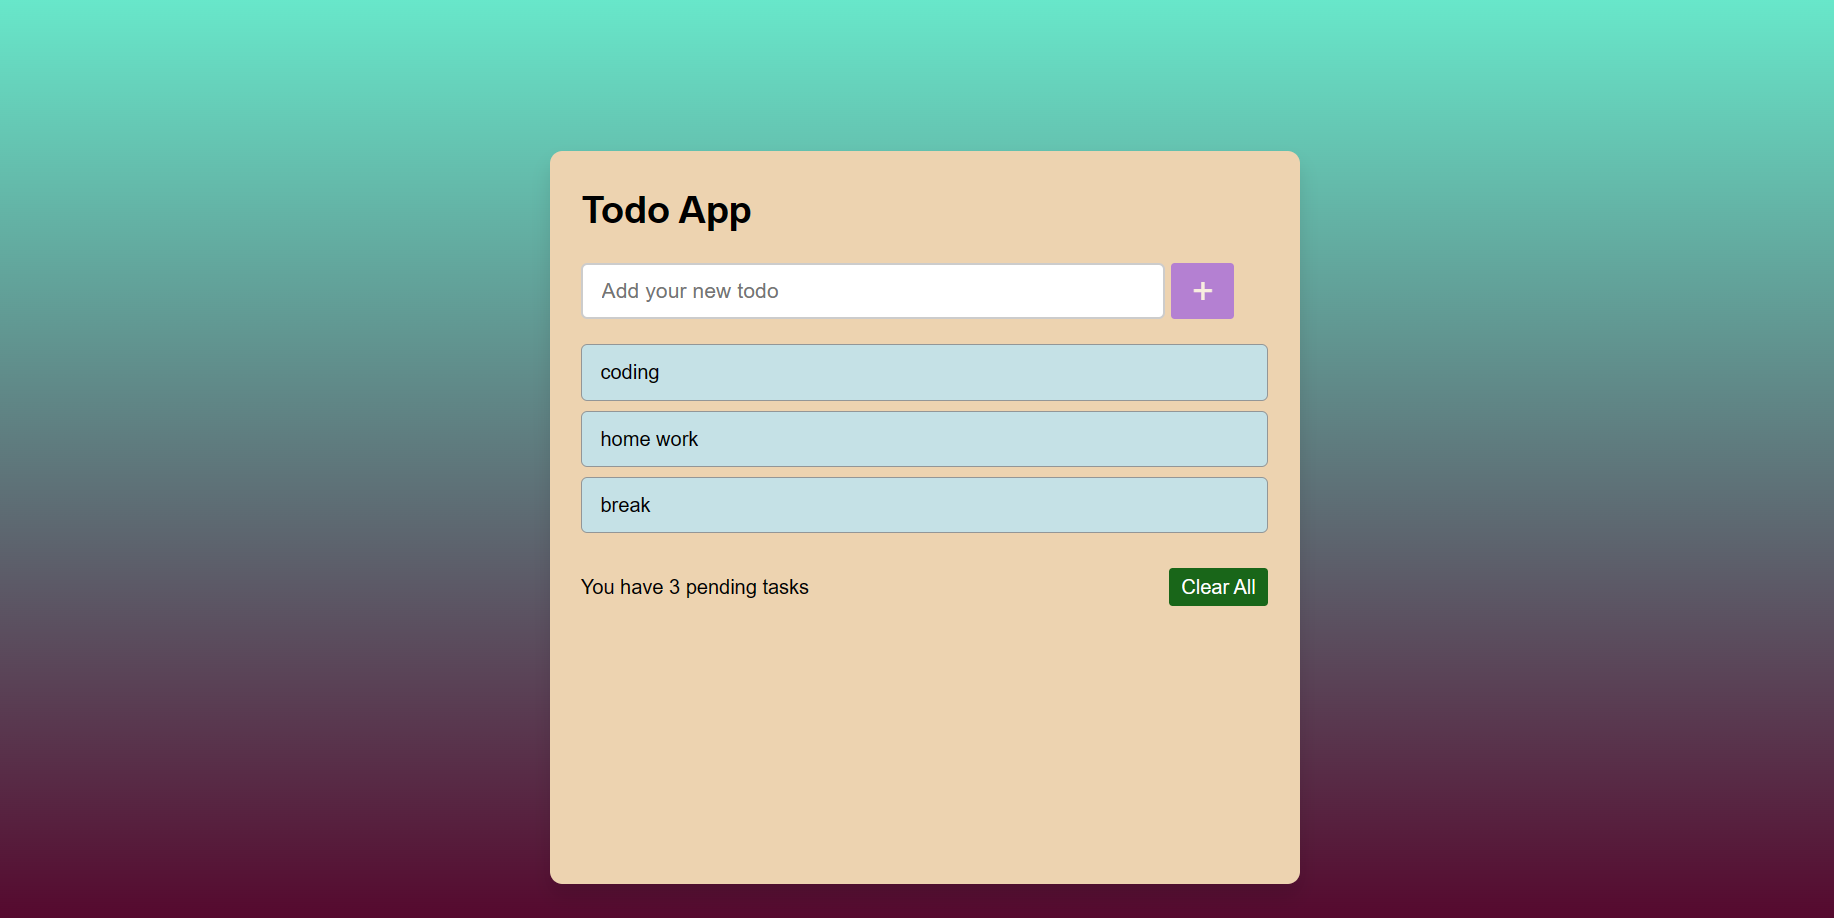 Todo App
Add your new todo
+
coding
home work
break
You have 3 pending tasks
Clear All